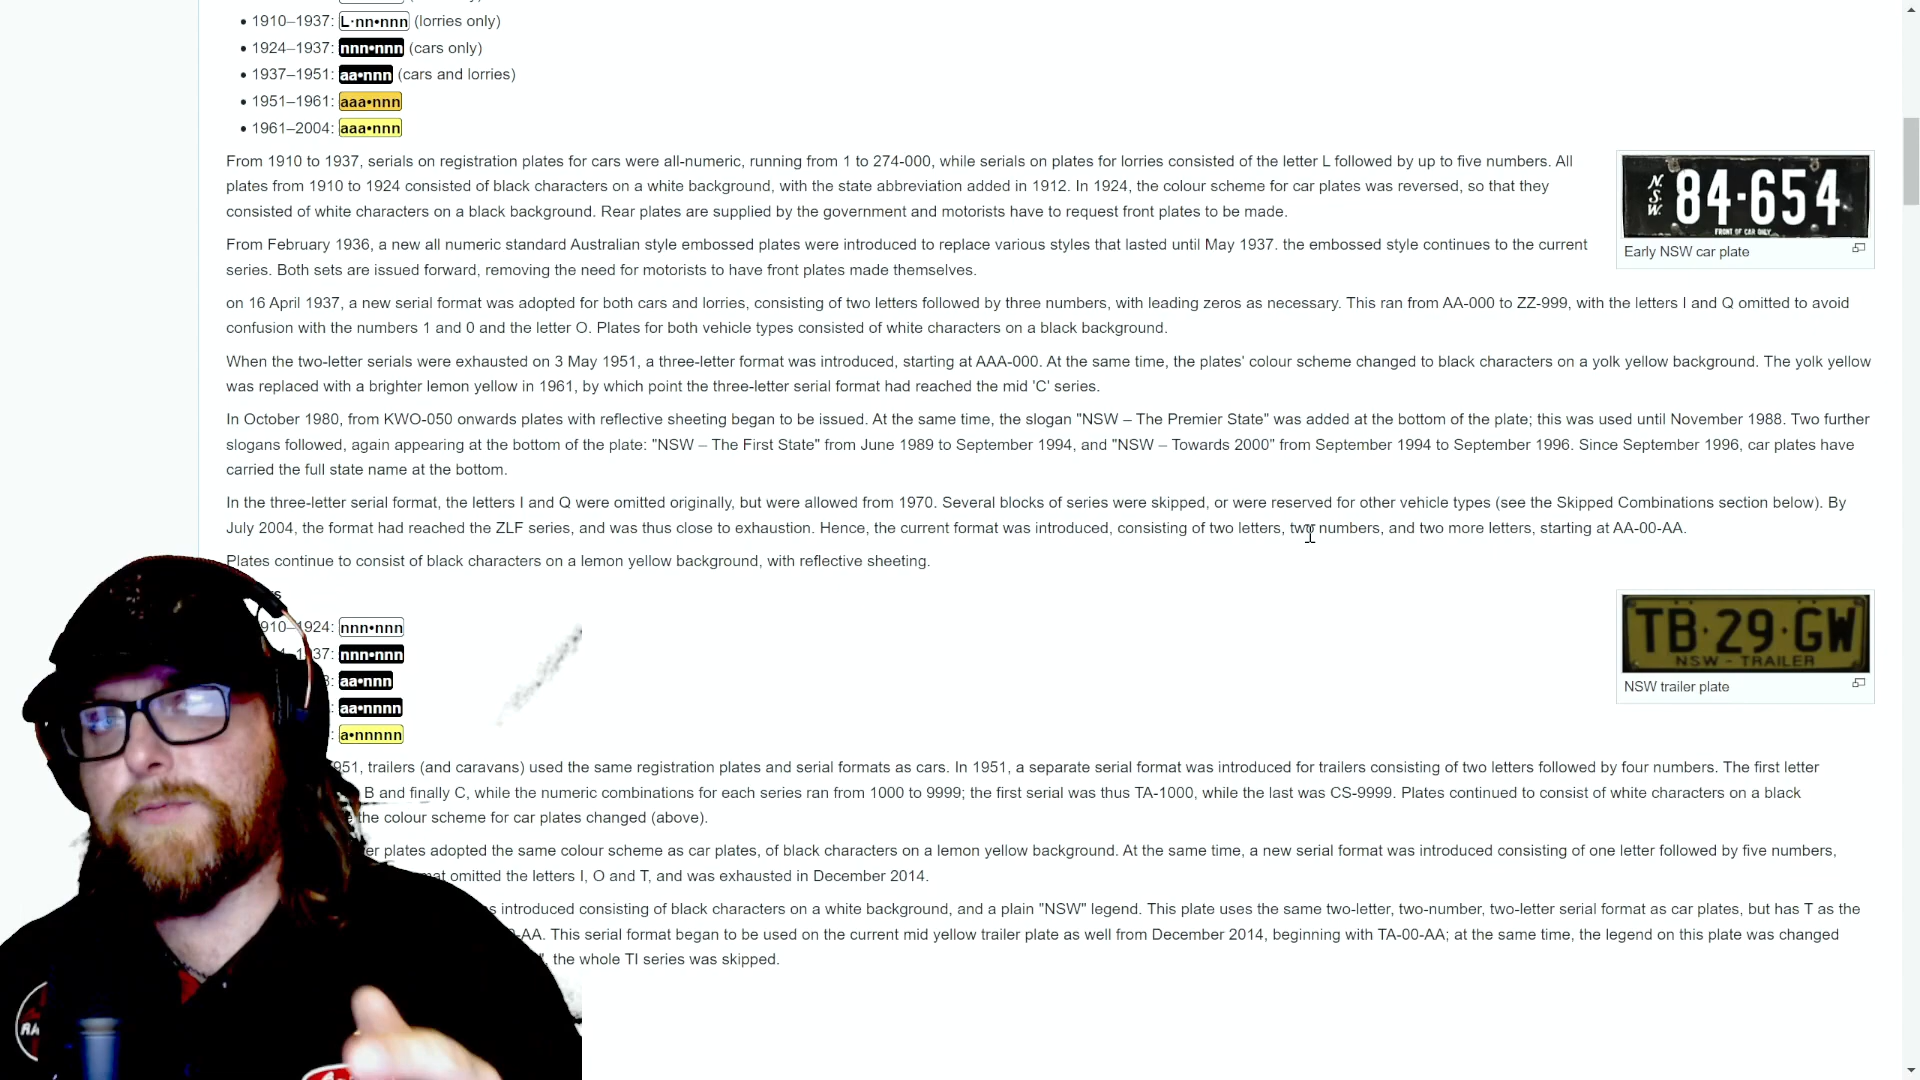 • 1910–1937: L·nn•nnn (lorries only)
• 1924–1937: nnn•nnn (cars only)
• 1937–1951: aa•nnn (cars and lorries)
• 1951–1961: aaa•nnn
• 1961–2004: aaa•nnn
From 1910 to 1937, serials on registration plates for cars were all-numeric, running from 1 to 274-000, while serials on plates for lorries consisted of the letter L followed by up to five numbers. All
plates from 1910 to 1924 consisted of black characters on a white background, with the state abbreviation added in 1912. In 1924, the colour scheme for car plates was reversed, so that they
consisted of white characters on a black background. Rear plates are supplied by the government and motorists have to request front plates to be made.
N.S.W. 84·654
FRONT OF CAR ONLY
Early NSW car plate
From February 1936, a new all numeric standard Australian style embossed plates were introduced to replace various styles that lasted until May 1937. the embossed style continues to the current
series. Both sets are issued forward, removing the need for motorists to have front plates made themselves.
on 16 April 1937, a new serial format was adopted for both cars and lorries, consisting of two letters followed by three numbers, with leading zeros as necessary. This ran from AA-000 to ZZ-999, with the letters I and Q omitted to avoid
confusion with the numbers 1 and 0 and the letter O. Plates for both vehicle types consisted of white characters on a black background.
When the two-letter serials were exhausted on 3 May 1951, a three-letter format was introduced, starting at AAA-000. At the same time, the plates' colour scheme changed to black characters on a yolk yellow background. The yolk yellow
was replaced with a brighter lemon yellow in 1961, by which point the three-letter serial format had reached the mid 'C' series.
In October 1980, from KWO-050 onwards plates with reflective sheeting began to be issued. At the same time, the slogan "NSW – The Premier State" was added at the bottom of the plate; this was used until November 1988. Two further
slogans followed, again appearing at the bottom of the plate: "NSW – The First State" from June 1989 to September 1994, and "NSW – Towards 2000" from September 1994 to September 1996. Since September 1996, car plates have
carried the full state name at the bottom.
In the three-letter serial format, the letters I and Q were omitted originally, but were allowed from 1970. Several blocks of series were skipped, or were reserved for other vehicle types (see the Skipped Combinations section below). By
July 2004, the format had reached the ZLF series, and was thus close to exhaustion. Hence, the current format was introduced, consisting of two letters, two numbers, and two more letters, starting at AA-00-AA.
Plates continue to consist of black characters on a lemon yellow background, with reflective sheeting.
910–1924: nnn•nnn
37: nnn•nnn
aa•nnn
aa•nnnn
a•nnnnn
TB·29·GW
NSW - TRAILER
NSW trailer plate
951, trailers (and caravans) used the same registration plates and serial formats as cars. In 1951, a separate serial format was introduced for trailers consisting of two letters followed by four numbers. The first letter
B and finally C, while the numeric combinations for each series ran from 1000 to 9999; the first serial was thus TA-1000, while the last was CS-9999. Plates continued to consist of white characters on a black
the colour scheme for car plates changed (above).
er plates adopted the same colour scheme as car plates, of black characters on a lemon yellow background. At the same time, a new serial format was introduced consisting of one letter followed by five numbers,
omitted the letters I, O and T, and was exhausted in December 2014.
s introduced consisting of black characters on a white background, and a plain "NSW" legend. This plate uses the same two-letter, two-number, two-letter serial format as car plates, but has T as the
-AA. This serial format began to be used on the current mid yellow trailer plate as well from December 2014, beginning with TA-00-AA; at the same time, the legend on this plate was changed
the whole TI series was skipped.